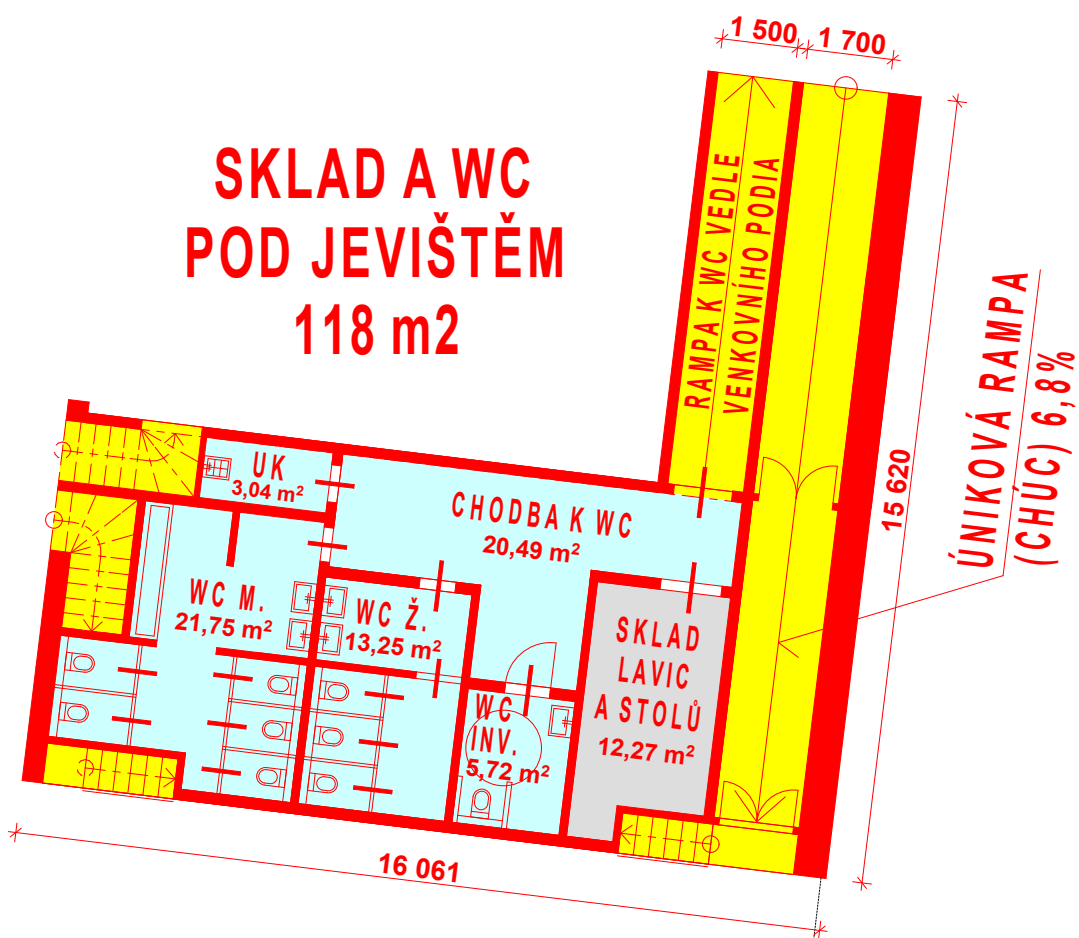 1 500
1 700
SKLAD A WC
POD JEVIŠTĚM
118 m2
RAMPA K WC VEDLE
VENKOVNÍHO PODIA
ÚNIKOVÁ RAMPA
(CHÚC) 6,8%
15 620
UK
3,04 m²
CHODBA K WC
20,49 m²
WC M.
21,75 m²
WC Ž.
13,25 m²
SKLAD
LAVIC
A STOLŮ
12,27 m²
WC
INV.
5,72 m²
16 061